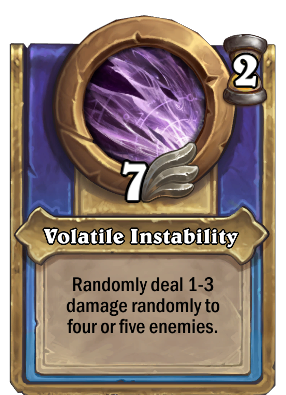 2
7
Volatile Instability
Randomly deal 1-3
damage randomly to
four or five enemies.